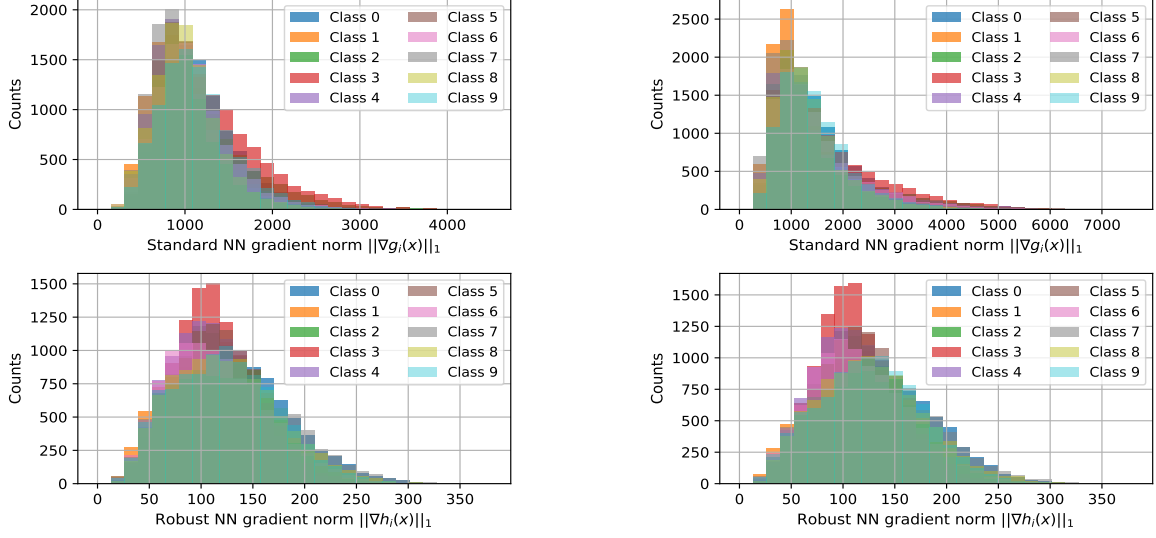 2000
1500
1000
500
0
Counts
Class 0
Class 1
Class 2
Class 3
Class 4
Class 5
Class 6
Class 7
Class 8
Class 9
0 1000 2000 3000 4000
Standard NN gradient norm ||∇g_i(x)||_1
2500
2000
1500
1000
500
0
Counts
Class 0
Class 1
Class 2
Class 3
Class 4
Class 5
Class 6
Class 7
Class 8
Class 9
0 1000 2000 3000 4000 5000 6000 7000
Standard NN gradient norm ||∇g_i(x)||_1
1500
1250
1000
750
500
250
0
Counts
Class 0
Class 1
Class 2
Class 3
Class 4
Class 5
Class 6
Class 7
Class 8
Class 9
0 50 100 150 200 250 300 350
Robust NN gradient norm ||∇h_i(x)||_1
1500
1250
1000
750
500
250
0
Counts
Class 0
Class 1
Class 2
Class 3
Class 4
Class 5
Class 6
Class 7
Class 8
Class 9
0 50 100 150 200 250 300 350
Robust NN gradient norm ||∇h_i(x)||_1